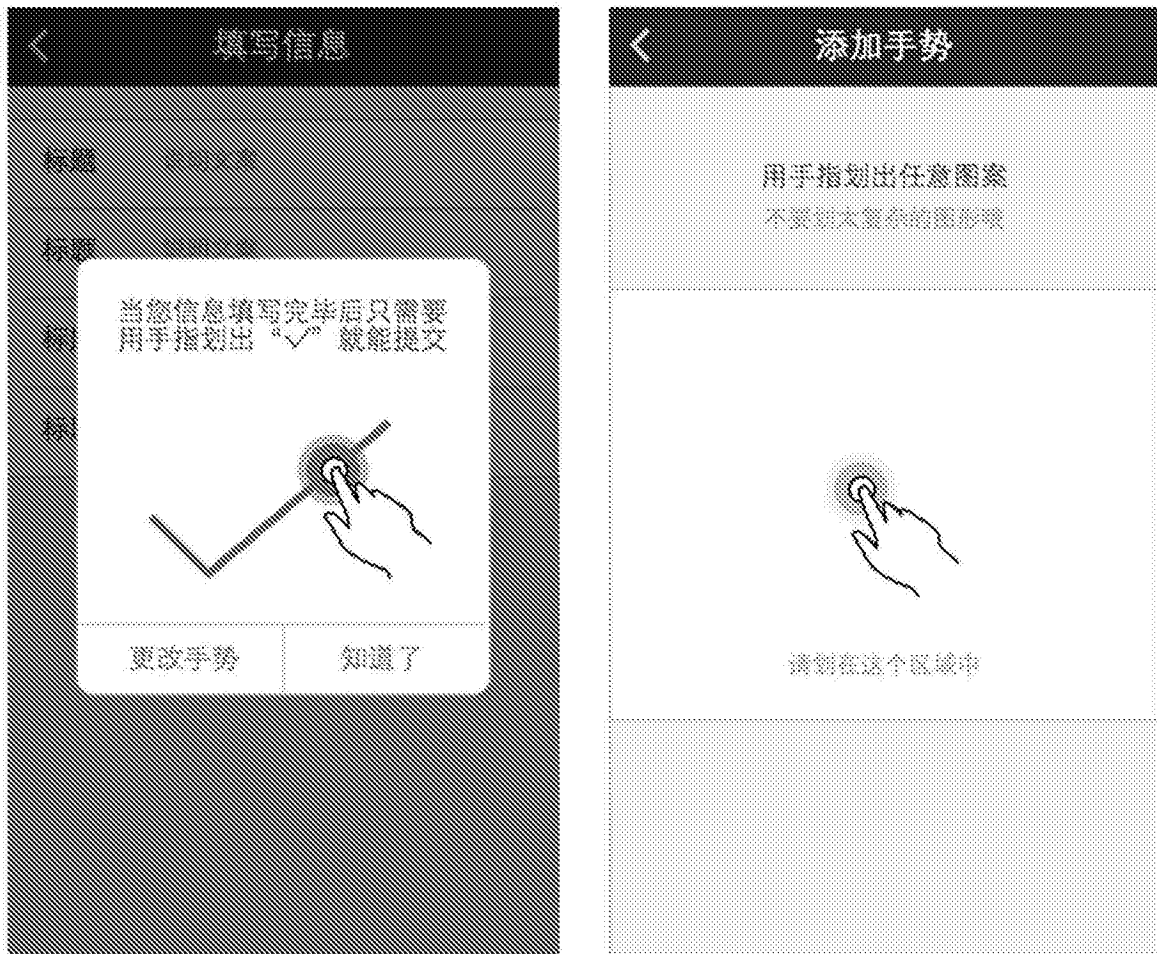 填写信息
标题
标题
当您信息填写完毕后只需要
用手指划出“✓”就能提交
更改手势
知道了
添加手势
用手指划出任意图案
不要划太复杂的图形哦
请划在这个区域中